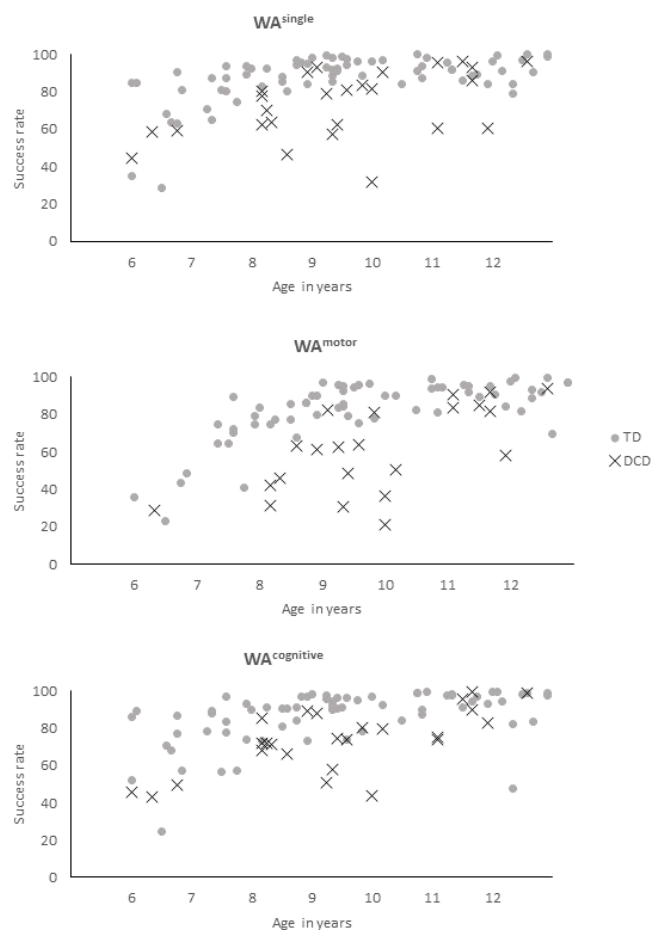 WAsingle
Success rate
100
80
60
40
20
0
6 7 8 9 10 11 12
Age in years
WAmotor
Success rate
100
80
60
40
20
0
6 7 8 9 10 11 12
Age in years
TD
DCD
WAcognitive
Success rate
100
80
60
40
20
0
6 7 8 9 10 11 12
Age in years